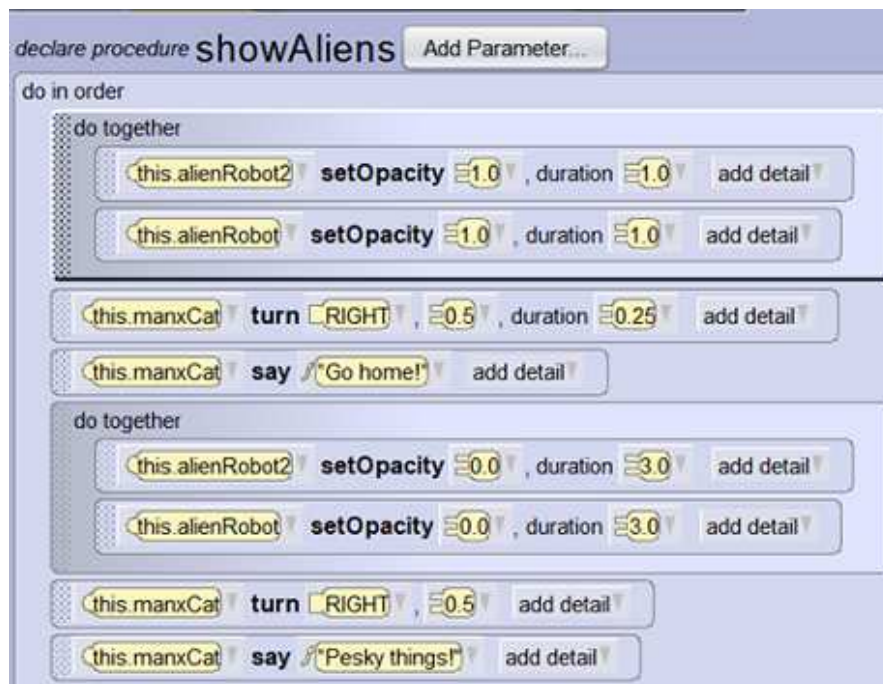 declare procedure showAliens Add Parameter...
do in order
do together
this.alienRobot2 setOpacity 1.0 , duration 1.0 add detail
this.alienRobot setOpacity 1.0 , duration 1.0 add detail
this.manxCat turn RIGHT , 0.5 , duration 0.25 add detail
this.manxCat say "Go home!" add detail
do together
this.alienRobot2 setOpacity 0.0 , duration 3.0 add detail
this.alienRobot setOpacity 0.0 , duration 3.0 add detail
this.manxCat turn RIGHT , 0.5 add detail
this.manxCat say "Pesky things!" add detail